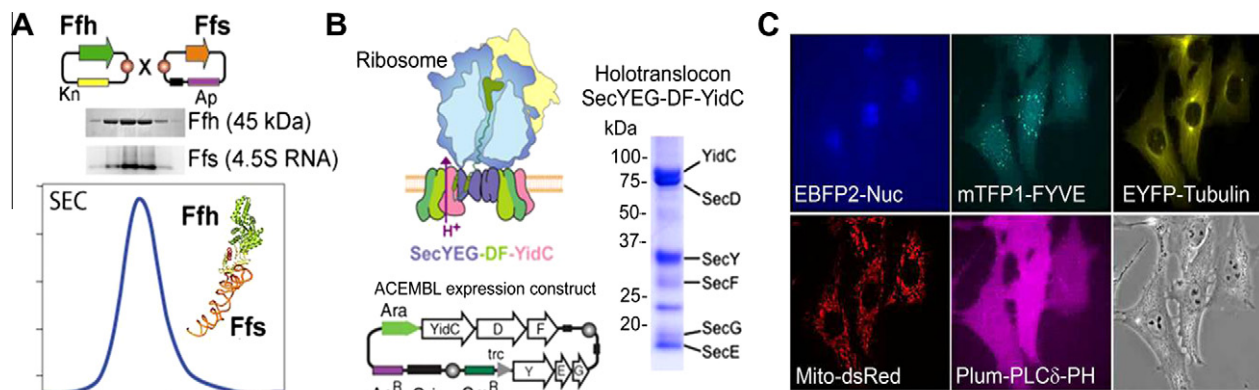 A
Ffh
Ffs
X
Kn
Ap
Ffh (45 kDa)
Ffs (4.5S RNA)
SEC
Ffh
Ffs
B
Ribosome
H+
SecYEG-DF-YidC
ACEMBL expression construct
Ara
YidC
D
F
trc
R
R
Y
E
G
Holotranslocon
SecYEG-DF-YidC
kDa
100-
75-
50-
37-
25-
20-
YidC
SecD
SecY
SecF
SecG
SecE
C
EBFP2-Nuc
mTFP1-FYVE
EYFP-Tubulin
Mito-dsRed
Plum-PLCδ-PH